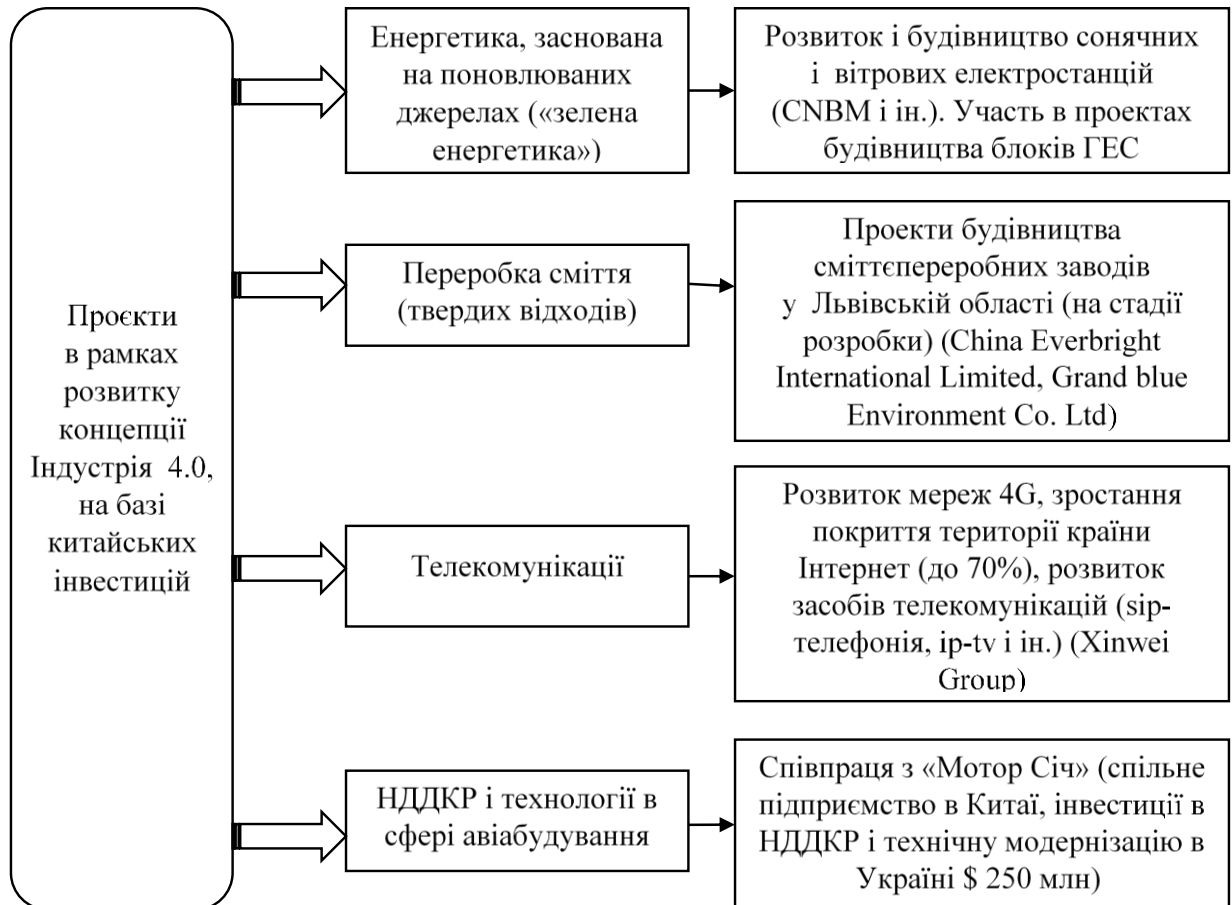 Проєкти
в рамках
розвитку
концепції
Індустрія 4.0,
на базі
китайських
інвестицій
Енергетика, заснована
на поновлюваних
джерелах («зелена
енергетика»)
Розвиток і будівництво сонячних
і вітрових електростанцій
(CNBM і ін.). Участь в проектах
будівництва блоків ГЕС
Переробка сміття
(твердих відходів)
Проекти будівництва
сміттєпереробних заводів
у Львівській області (на стадії
розробки) (China Everbright
International Limited, Grand blue
Environment Co. Ltd)
Телекомунікації
Розвиток мереж 4G, зростання
покриття території країни
Інтернет (до 70%), розвиток
засобів телекомунікацій (sip-
телефонія, ip-tv і ін.) (Xinwei
Group)
НДДКР і технології в
сфері авіабудування
Співпраця з «Мотор Січ» (спільне
підприємство в Китаї, інвестиції в
НДДКР і технічну модернізацію в
Україні $ 250 млн)